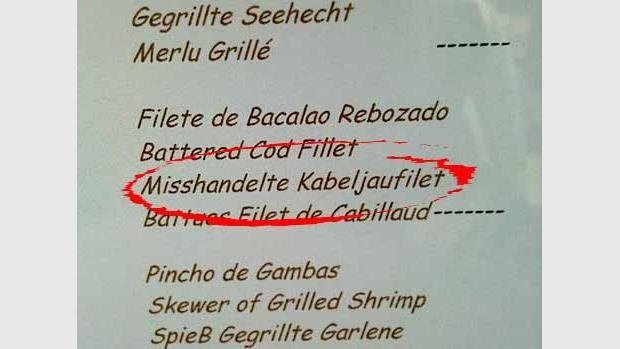 Gegrillte Seehecht
Merlu Grillé -------
Filete de Bacalao Rebozado
Battered Cod Fillet
Misshandelte Kabeljaufilet
Battues Filet de Cabillaud-------
Pincho de Gambas
Skewer of Grilled Shrimp
SpieB Gegrillte Garlene